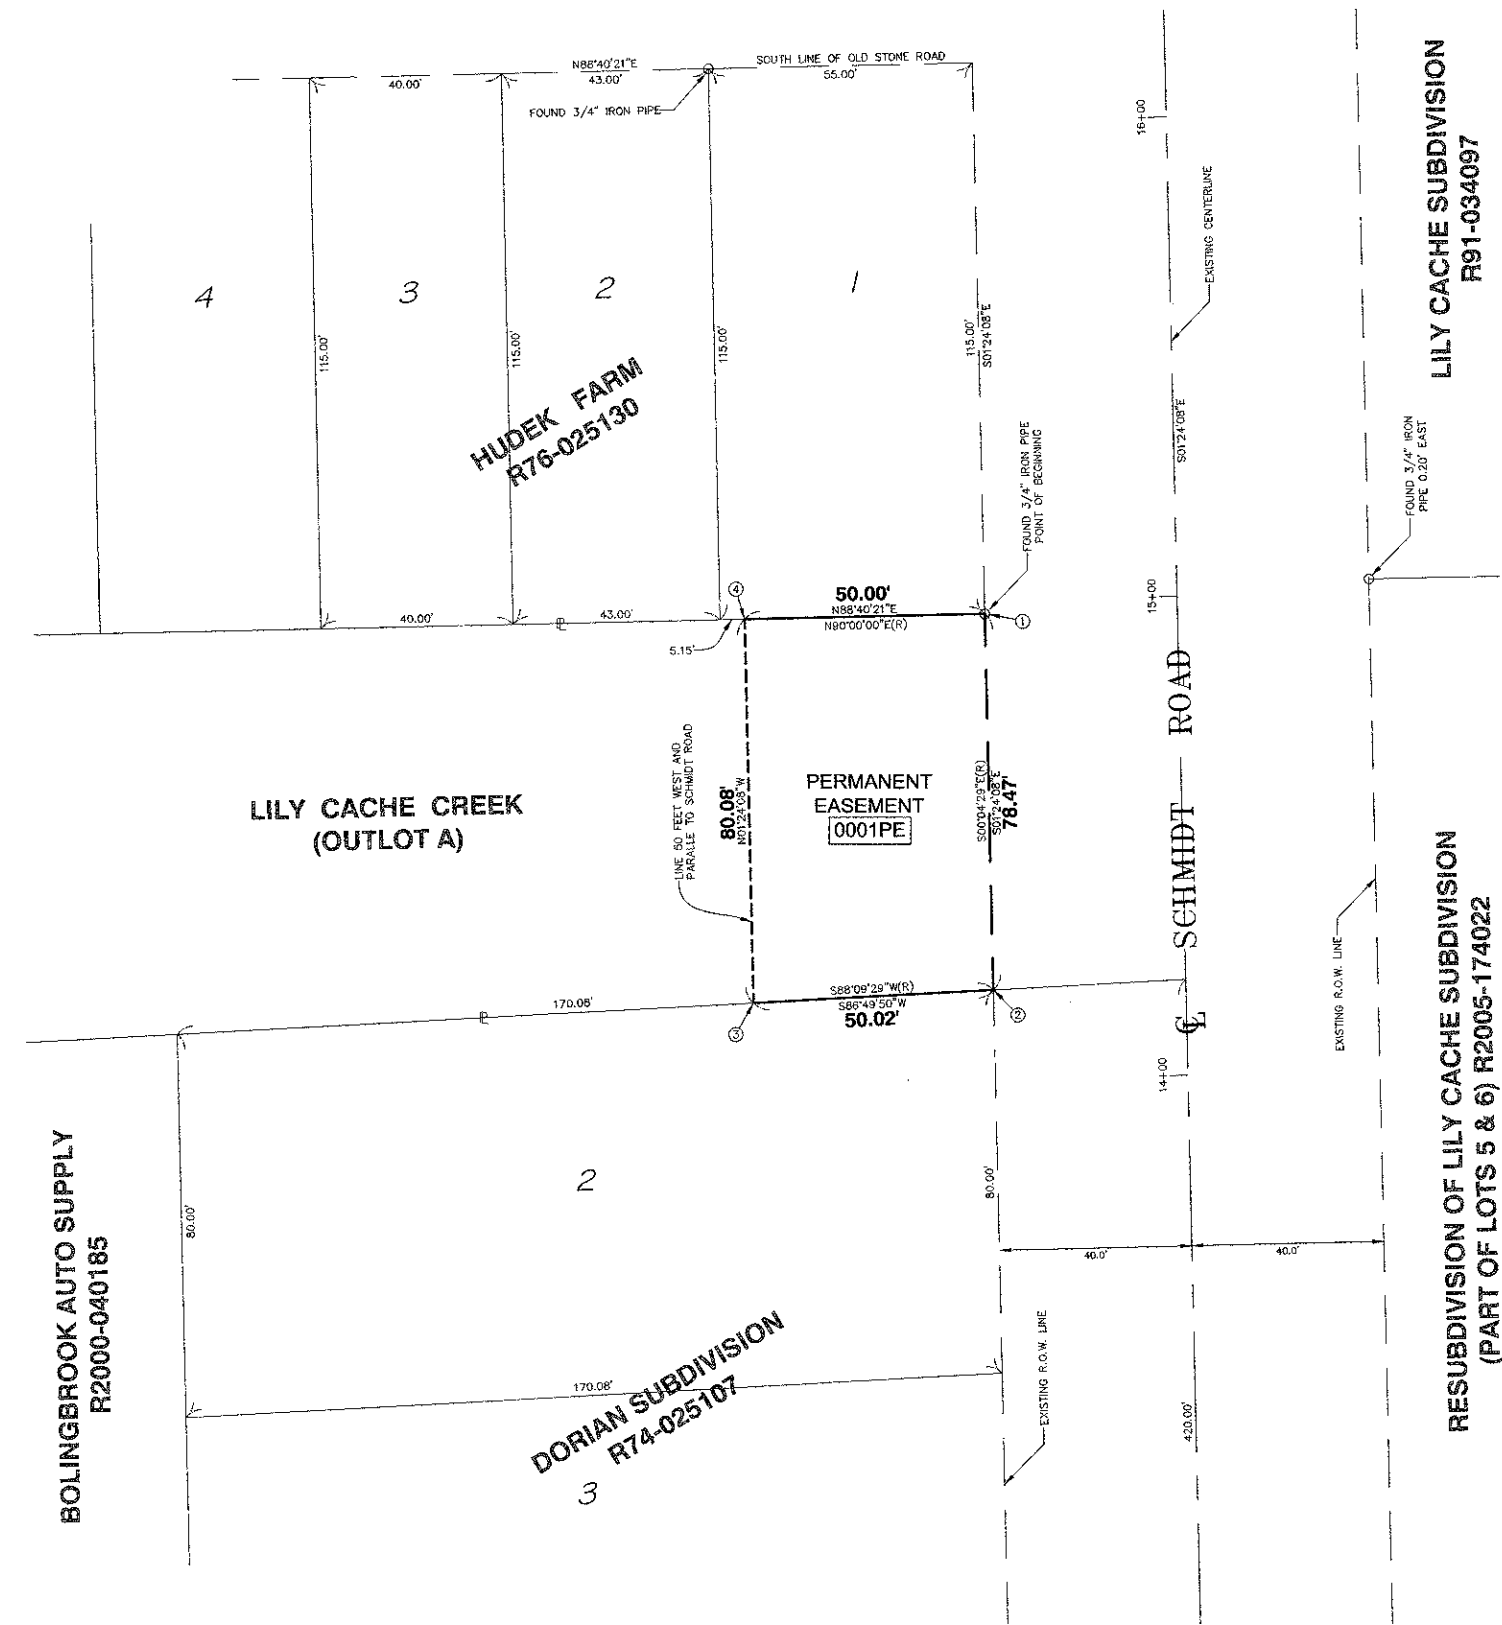 N88°40'21"E
43.00'
40.00'
SOUTH LINE OF OLD STONE ROAD
55.00'
FOUND 3/4" IRON PIPE
16+00
EXISTING CENTERLINE
LILY CACHE SUBDIVISION
R91-034097
4
3
2
1
115.00'
115.00'
115.00'
115.00'
S01°24'08"E
HUDEK FARM
R76-025130
S01°24'08"E
FOUND 3/4" IRON PIPE
POINT OF BEGINNING
FOUND 3/4" IRON
PIPE 0.20' EAST
15+00
4
50.00'
N88°40'21"E
N90°00'00"E(R)
1
40.00'
PL
43.00'
5.15'
LINE 50 FEET WEST AND
PARALLE TO SCHMIDT ROAD
80.08'
N01°24'08"W
PERMANENT
EASEMENT
0001PE
S00°04'29"E(R)
S01°24'08"E
78.47'
LILY CACHE CREEK
(OUTLOT A)
SCHMIDT ROAD
CL
EXISTING R.O.W. LINE
170.08'
PL
S88°09'29"W(R)
S86°49'50"W
50.02'
3
2
14+00
RESUBDIVISION OF LILY CACHE SUBDIVISION
(PART OF LOTS 5 & 6) R2005-174022
BOLINGBROOK AUTO SUPPLY
R2000-040185
80.00'
2
80.00'
40.0'
40.0'
EXISTING R.O.W. LINE
170.08'
DORIAN SUBDIVISION
R74-025107
3
420.00'